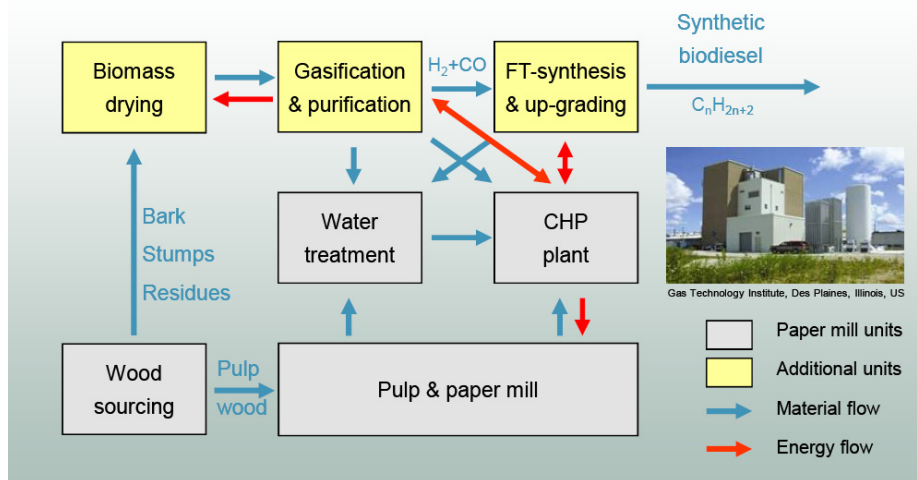 Biomass
drying
Gasification
& purification
H₂+CO
FT-synthesis
& up-grading
Synthetic
biodiesel
CₙH₂ₙ₊₂
Bark
Stumps
Residues
Water
treatment
CHP
plant
Gas Technology Institute, Des Plaines, Illinois, US
Wood
sourcing
Pulp
wood
Pulp & paper mill
Paper mill units
Additional units
Material flow
Energy flow